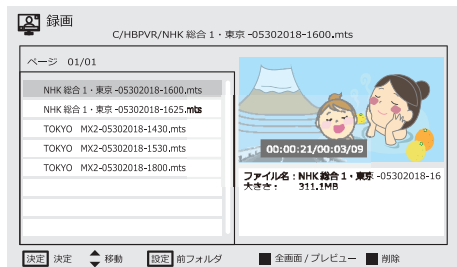 録画
C/HBPVR/NHK 総合 1・東京 -05302018-1600.mts
ページ 01/01
NHK 総合 1・東京 -05302018-1600.mts
NHK 総合 1・東京 -05302018-1625.mts
TOKYO MX2-05302018-1430.mts
TOKYO MX2-05302018-1530.mts
TOKYO MX2-05302018-1800.mts
00:00:21/00:03/09
ファイル名：NHK 総合 1・東京 -05302018-16
大きさ： 311.1MB
決定 決定 移動 設定 前フォルダ 全画面 / プレビュー 削除